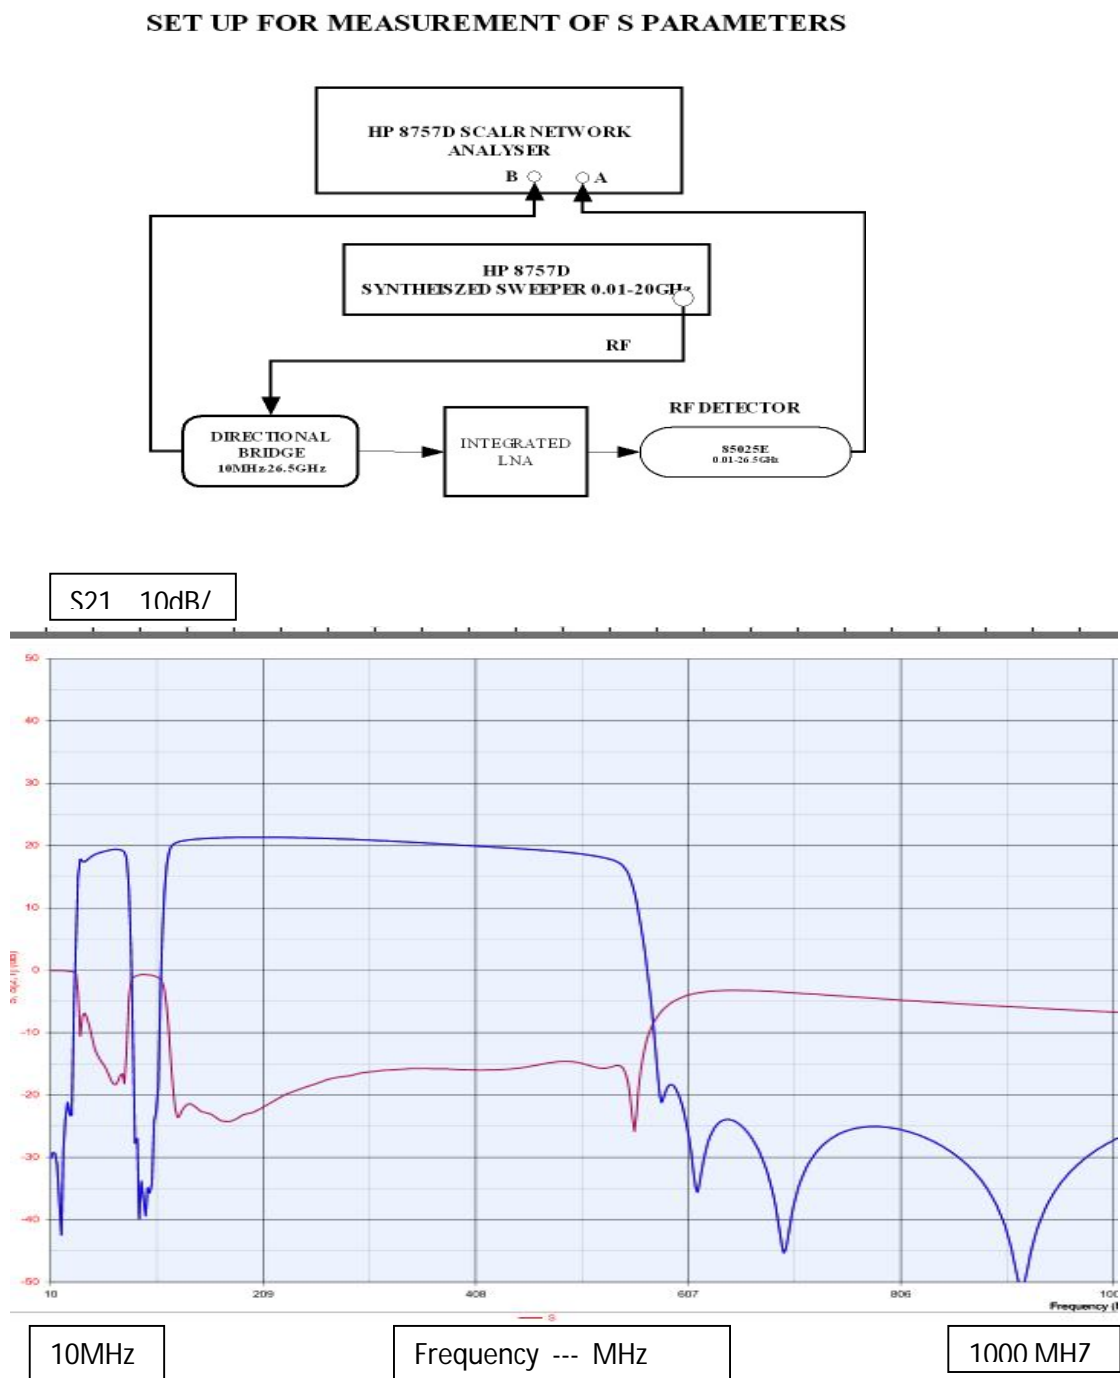 SET UP FOR MEASUREMENT OF S PARAMETERS
HP 8757D SCALR NETWORK
ANALYSER
B
A
HP 8757D
SYNTHEISZED SWEEPER 0.01-20GHz
RF
RF DETECTOR
DIRECTIONAL
BRIDGE
10MHz-26.5GHz
INTEGRATED
LNA
85025E
0.01-26.5GHz
S21 10dB/
50
40
30
20
10
0
-10
-20
-30
-40
-50
10
209
408
607
806
100
Frequency (
S
10MHz
Frequency --- MHz
1000 MHZ